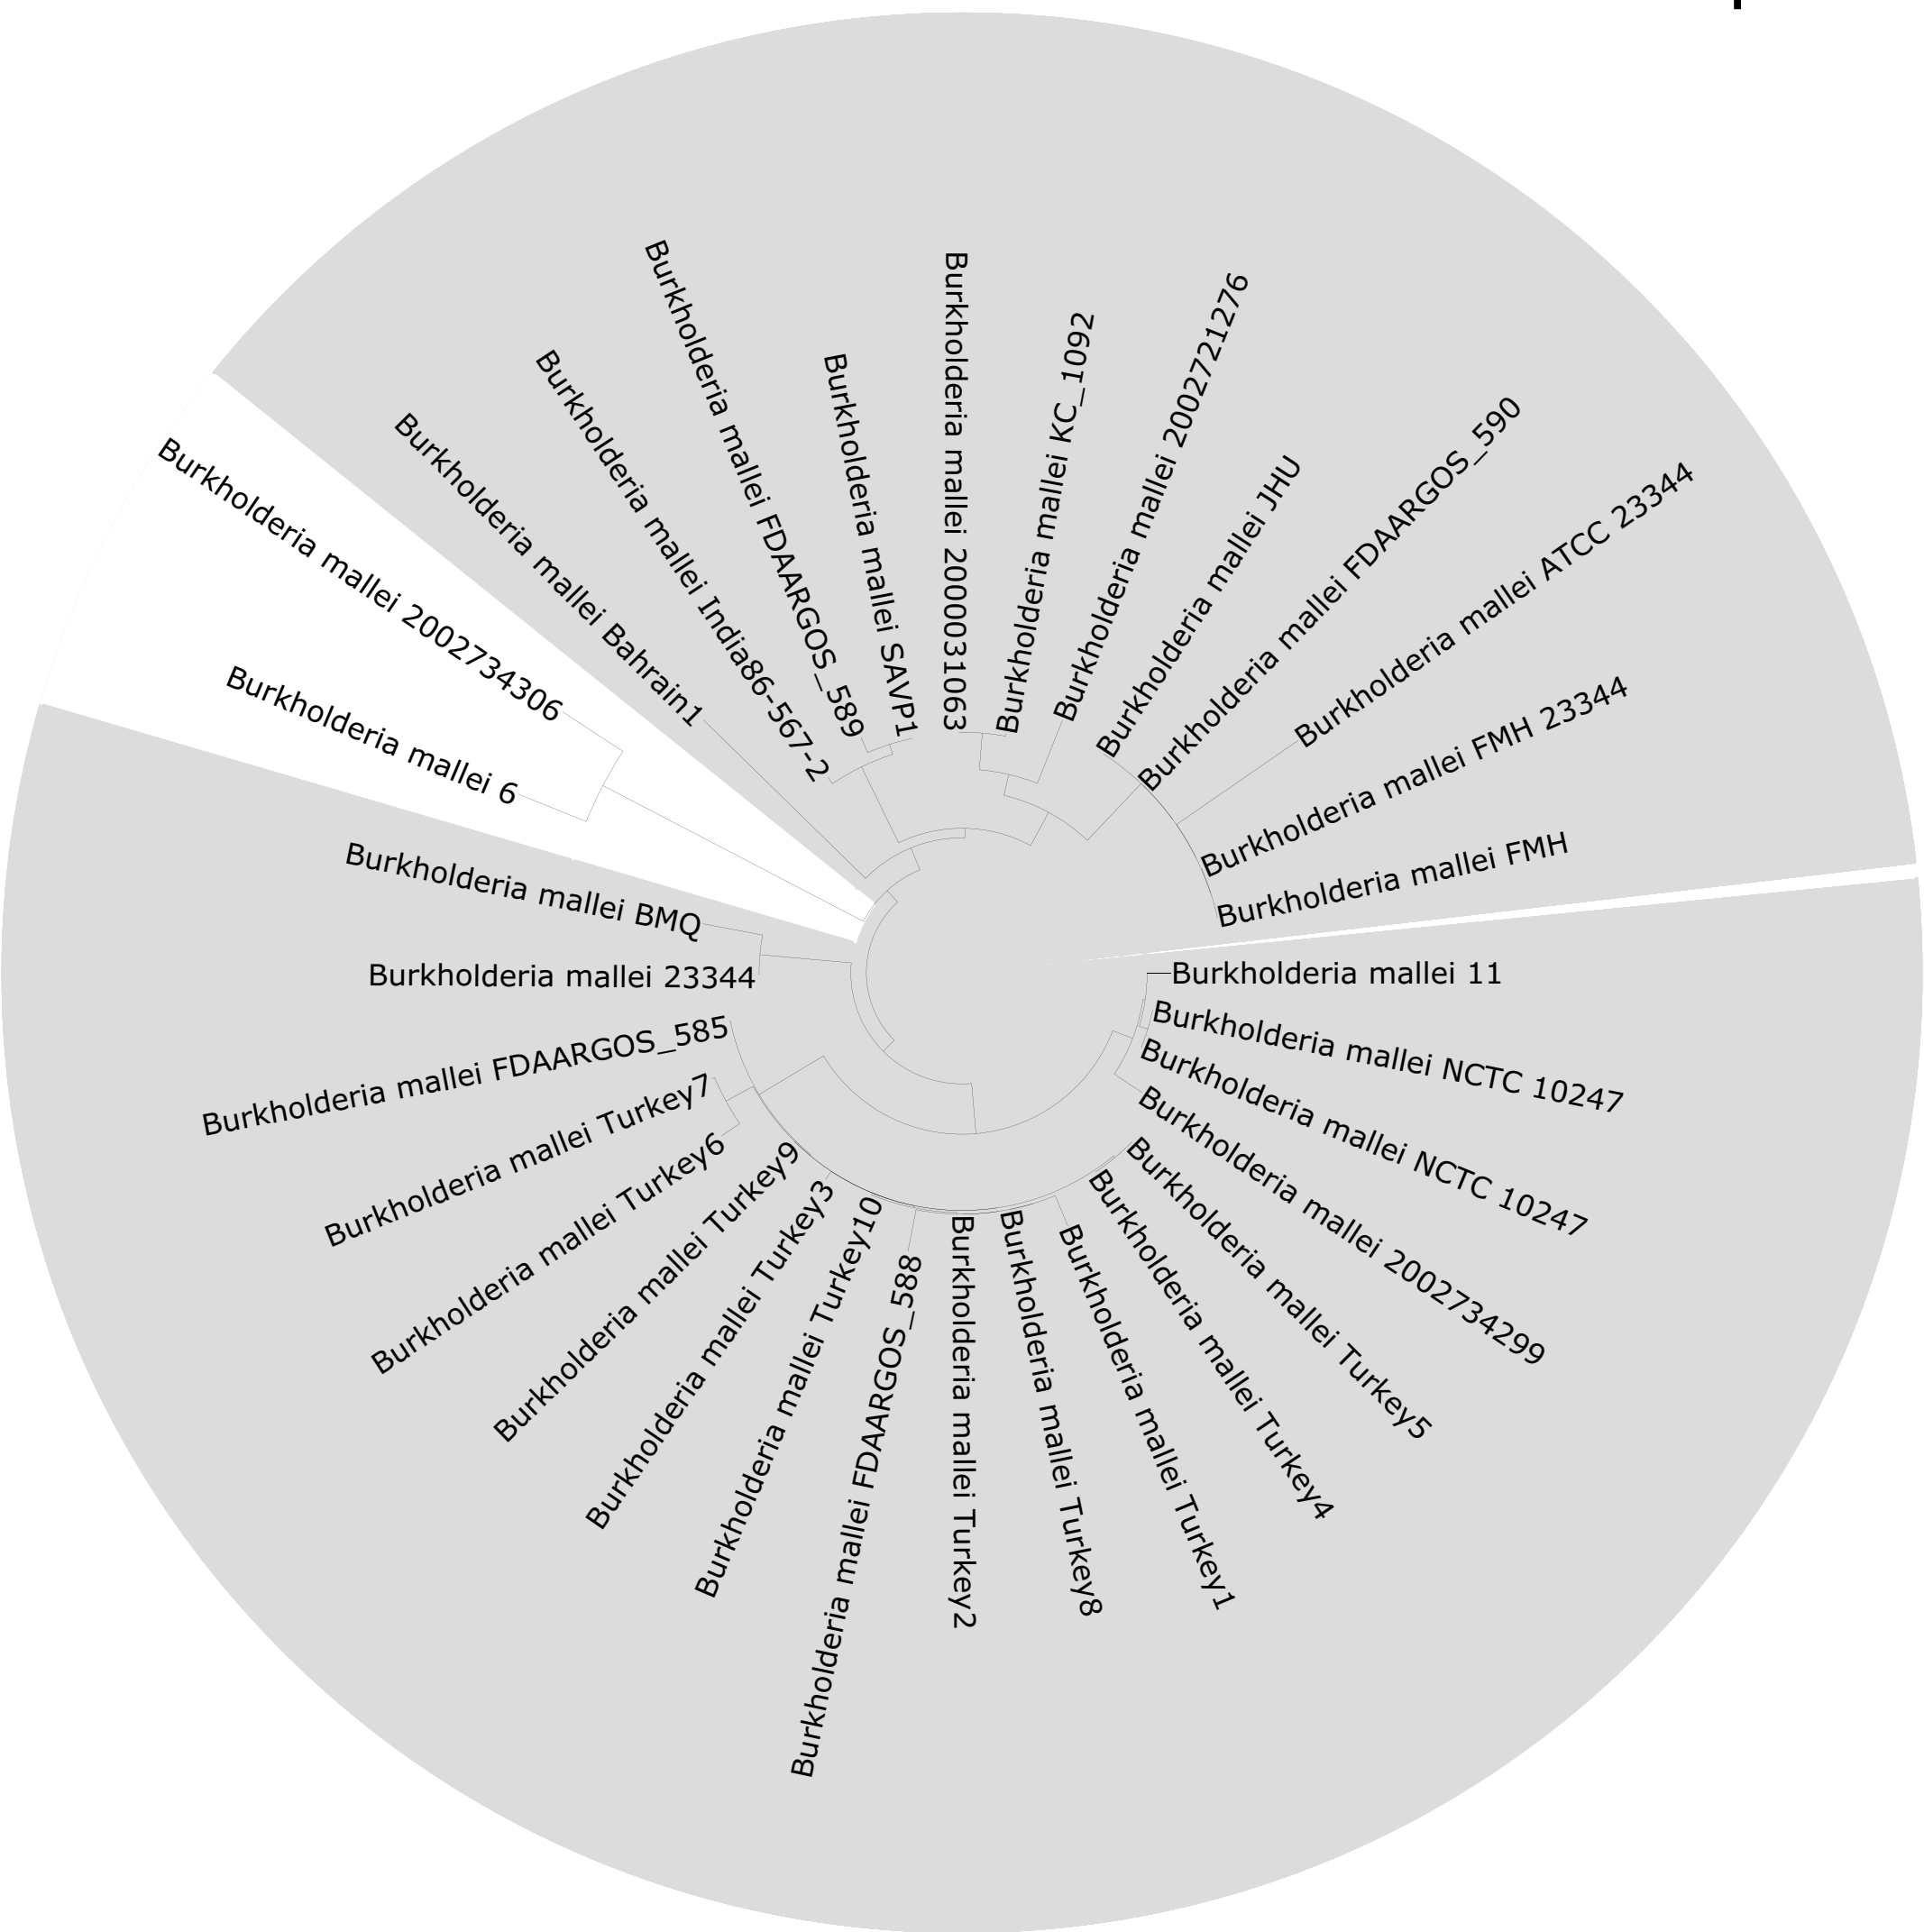 Burkholderia mallei 2002734306
Burkholderia mallei 6
Burkholderia mallei Bahrain1
Burkholderia mallei India86-567-2
Burkholderia mallei FDAARGOS_589
Burkholderia mallei SAVP1
Burkholderia mallei 2000031063
Burkholderia mallei KC_1092
Burkholderia mallei 2002721276
Burkholderia mallei JHU
Burkholderia mallei FDAARGOS_590
Burkholderia mallei ATCC 23344
Burkholderia mallei FMH 23344
Burkholderia mallei FMH
Burkholderia mallei 11
Burkholderia mallei NCTC 10247
Burkholderia mallei NCTC 10247
Burkholderia mallei 2002734299
Burkholderia mallei Turkey5
Burkholderia mallei Turkey4
Burkholderia mallei Turkey1
Burkholderia mallei Turkey8
Burkholderia mallei Turkey2
Burkholderia mallei FDAARGOS_588
Burkholderia mallei Turkey10
Burkholderia mallei Turkey3
Burkholderia mallei Turkey9
Burkholderia mallei Turkey6
Burkholderia mallei Turkey7
Burkholderia mallei FDAARGOS_585
Burkholderia mallei 23344
Burkholderia mallei BMQ